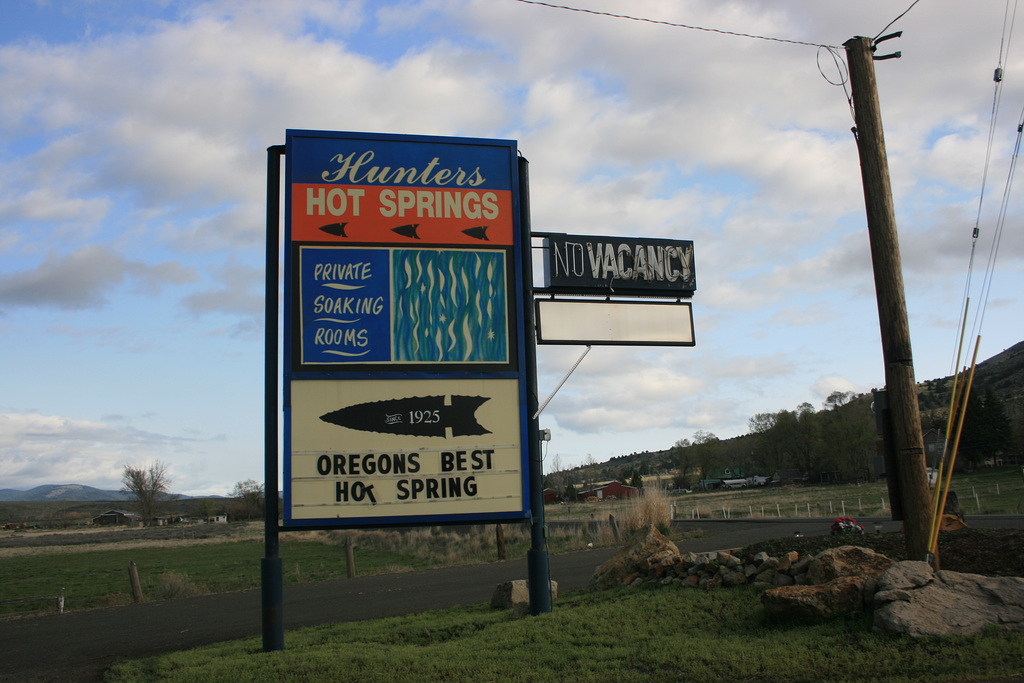 Hunters
HOT SPRINGS
NO VACANCY
PRIVATE
SOAKING
ROOMS
SINCE 1925
OREGONS BEST
HOT SPRING